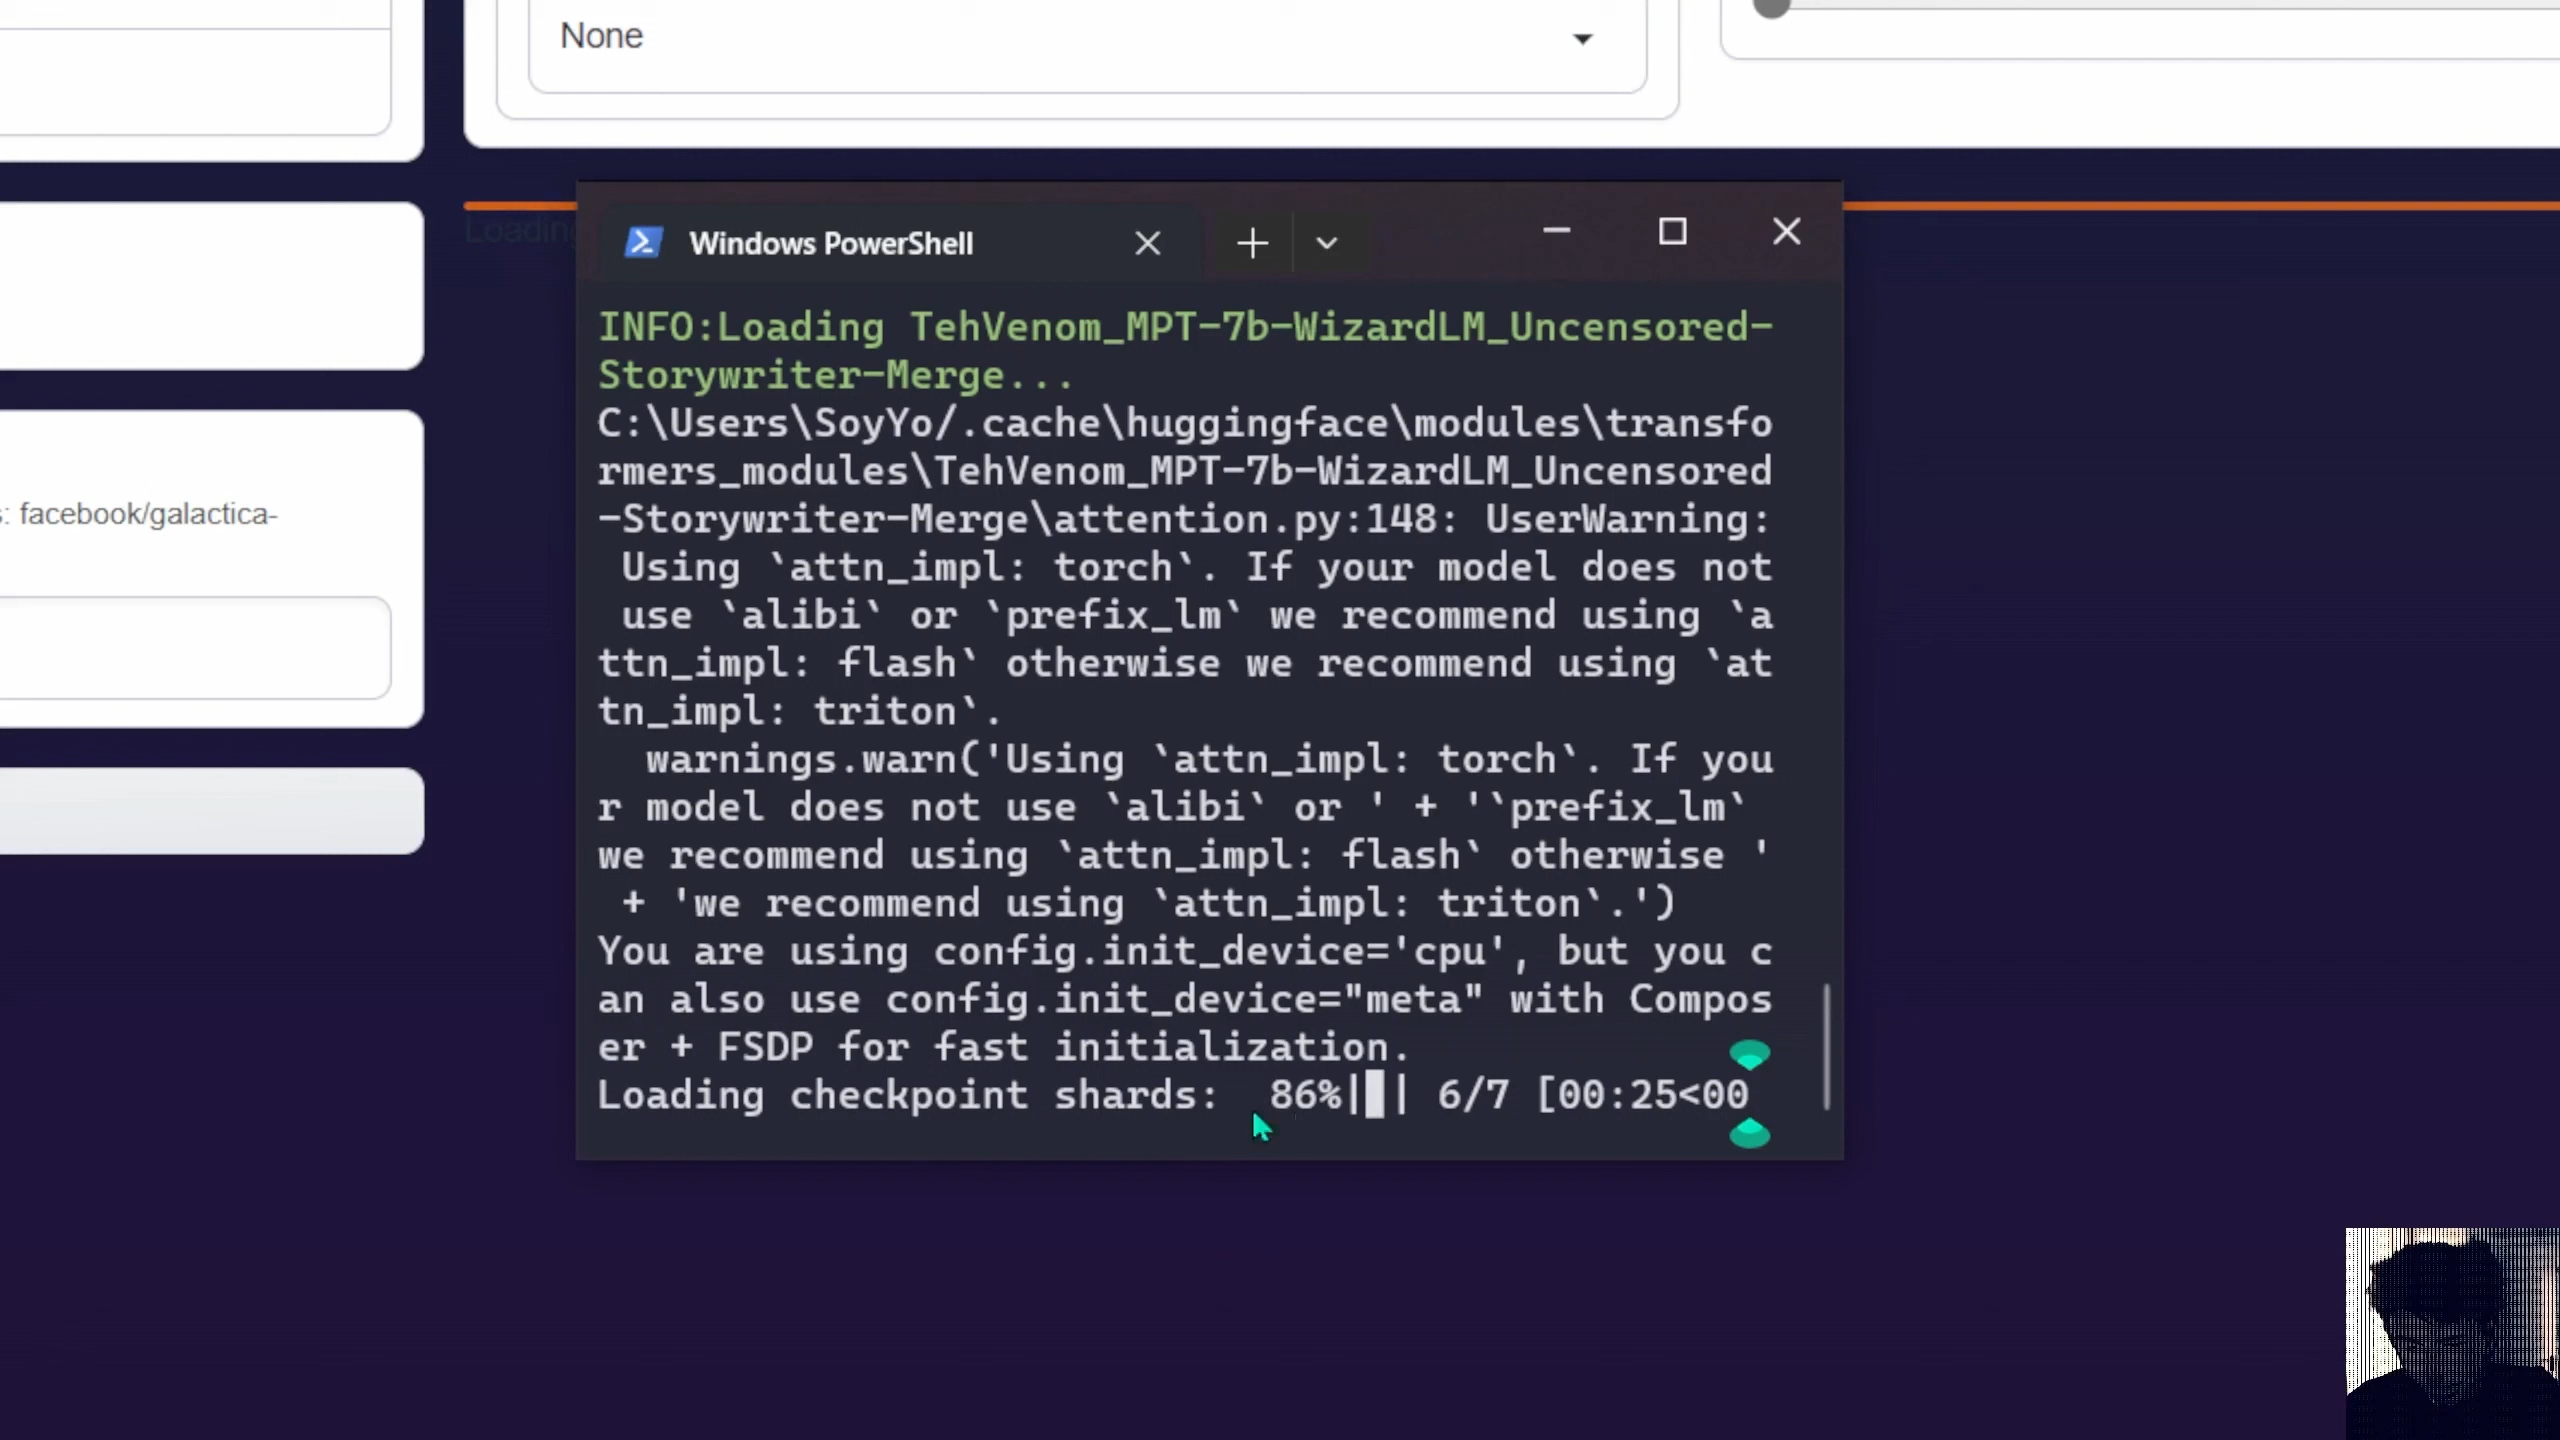 None
Loading
Windows PowerShell
s: facebook/galactica-
INFO:Loading TehVenom_MPT-7b-WizardLM_Uncensored-
Storywriter-Merge...
C:\Users\SoyYo/.cache\huggingface\modules\transfo
rmers_modules\TehVenom_MPT-7b-WizardLM_Uncensored
-Storywriter-Merge\attention.py:148: UserWarning:
Using `attn_impl: torch`. If your model does not
use `alibi` or `prefix_lm` we recommend using `a
ttn_impl: flash` otherwise we recommend using `at
tn_impl: triton`.
warnings.warn('Using `attn_impl: torch`. If you
r model does not use `alibi` or ' + '`prefix_lm`
we recommend using `attn_impl: flash` otherwise '
+ 'we recommend using `attn_impl: triton`.')
You are using config.init_device='cpu', but you c
an also use config.init_device="meta" with Compos
er + FSDP for fast initialization.
Loading checkpoint shards:  86%|█| 6/7 [00:25<00